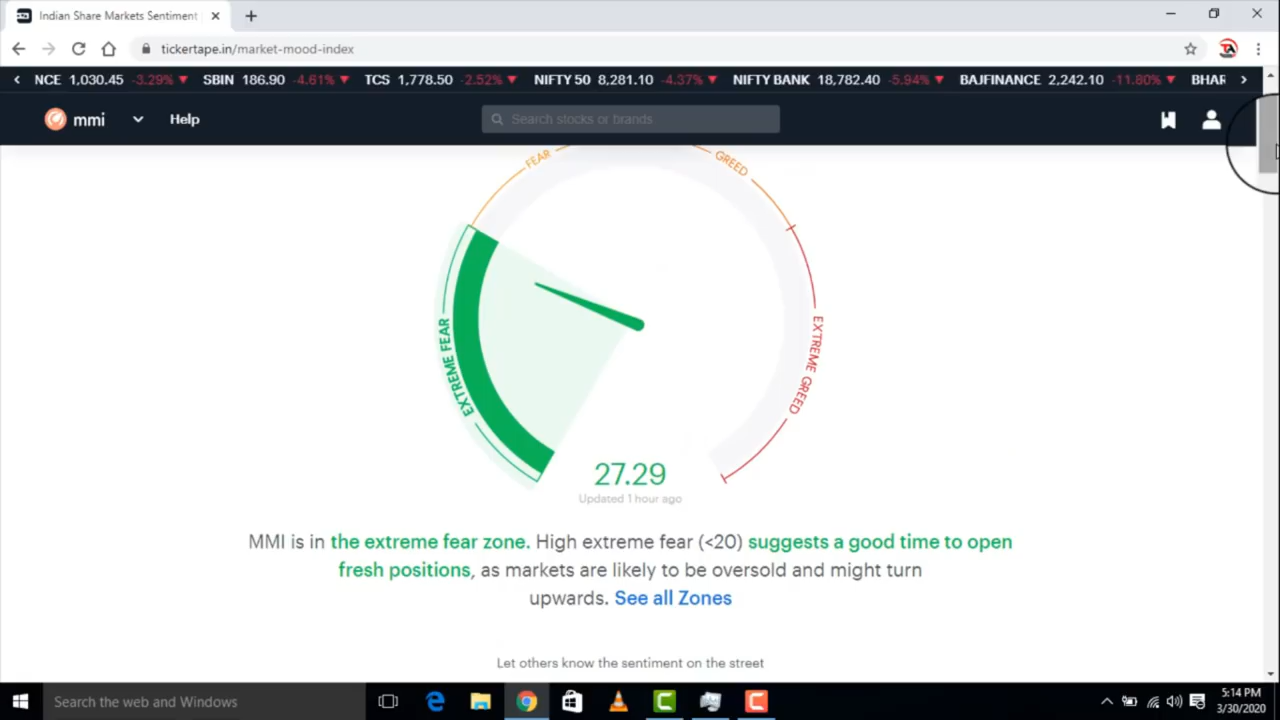 Indian Share Markets Sentiment
tickertape.in/market-mood-index
NCE 1,030.45 -3.29% SBIN 186.90 -4.61% TCS 1,778.50 -2.52% NIFTY 50 8,281.10 -4.37% NIFTY BANK 18,782.40 -5.94% BAJFINANCE 2,242.10 -11.80% BHAR
mmi Help Search stocks or brands
FEAR GREED
EXTREME FEAR EXTREME GREED
27.29
Updated 1 hour ago
MMI is in the extreme fear zone. High extreme fear (<20) suggests a good time to open
fresh positions, as markets are likely to be oversold and might turn
upwards. See all Zones
Let others know the sentiment on the street
Search the web and Windows
5:14 PM
3/30/2020